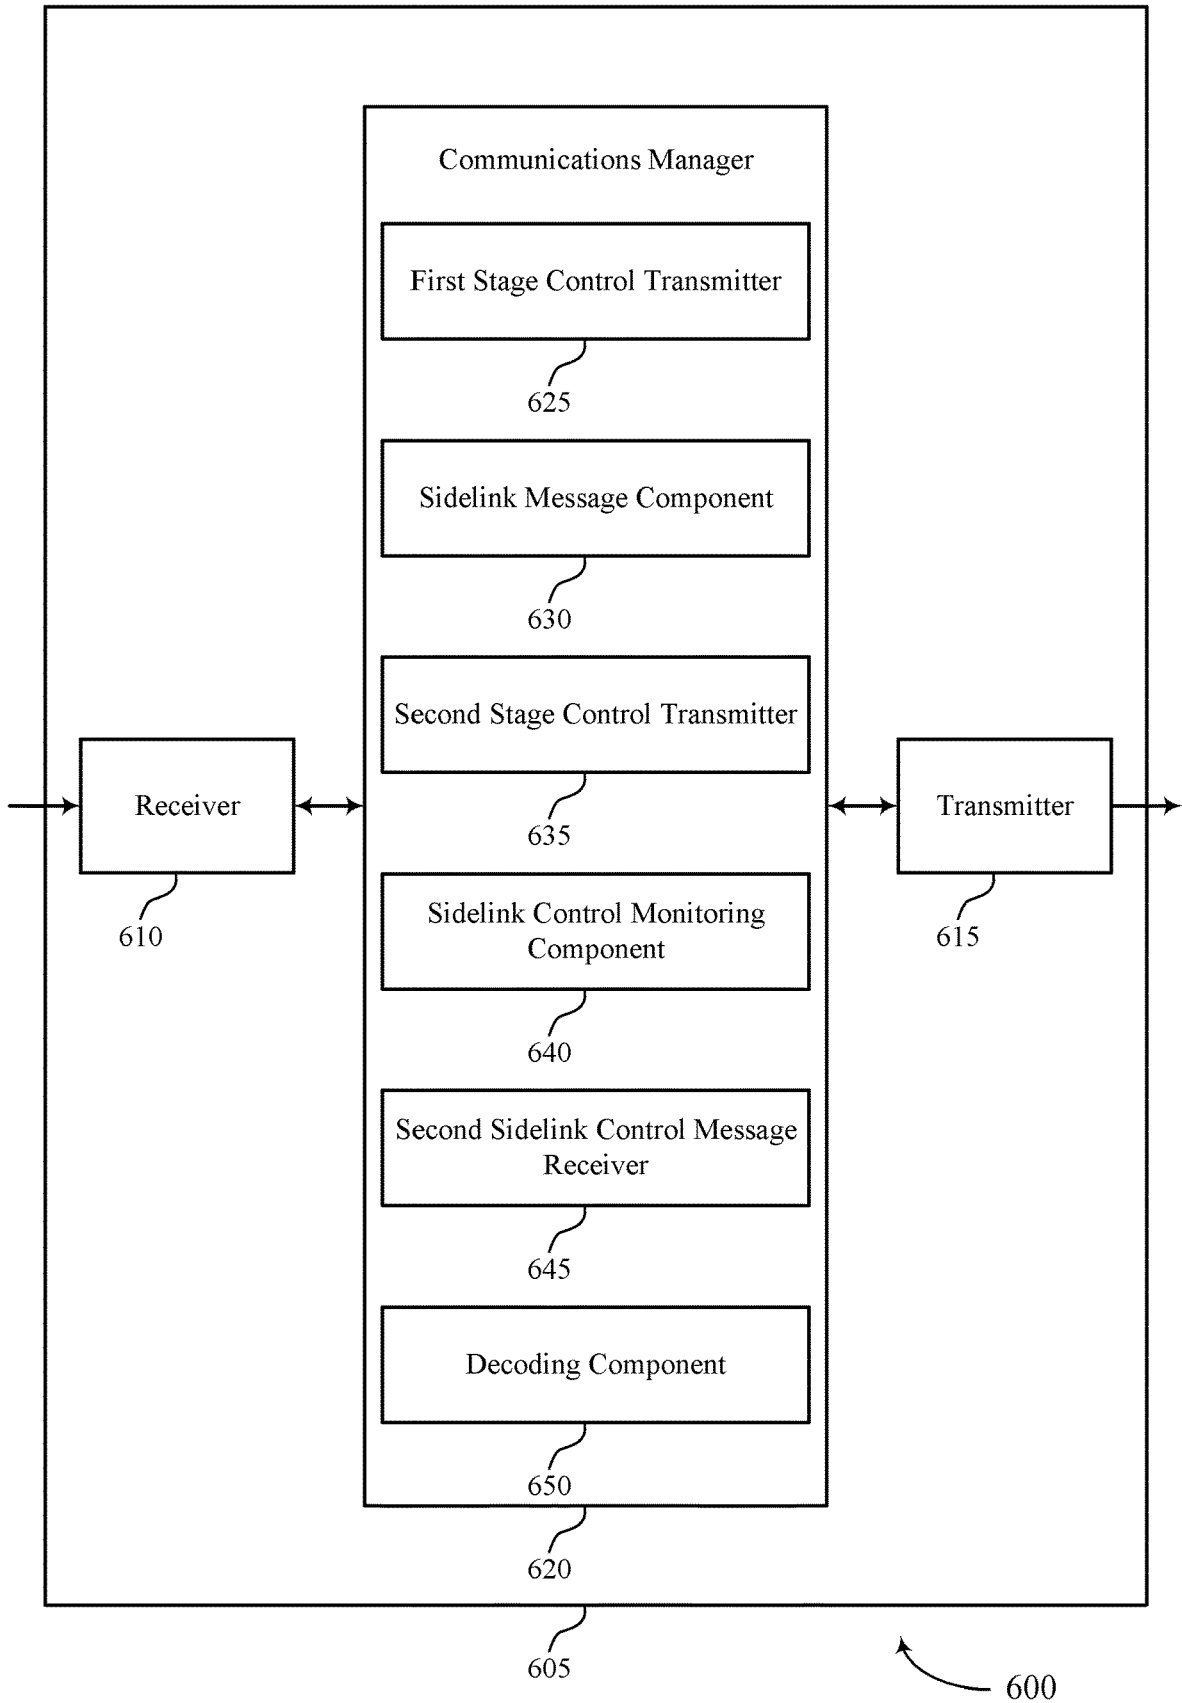 Communications Manager
First Stage Control Transmitter
625
Sidelink Message Component
630
Second Stage Control Transmitter
635
Receiver
610
Transmitter
615
Sidelink Control Monitoring
Component
640
Second Sidelink Control Message
Receiver
645
Decoding Component
650
620
605
600